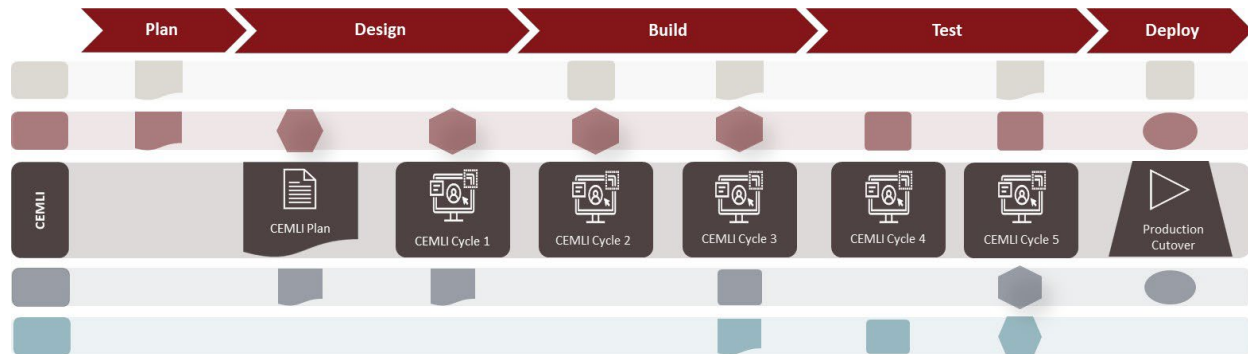 Plan
Design
Build
Test
Deploy
CEMLI
CEMLI Plan
CEMLI Cycle 1
CEMLI Cycle 2
CEMLI Cycle 3
CEMLI Cycle 4
CEMLI Cycle 5
Production
Cutover